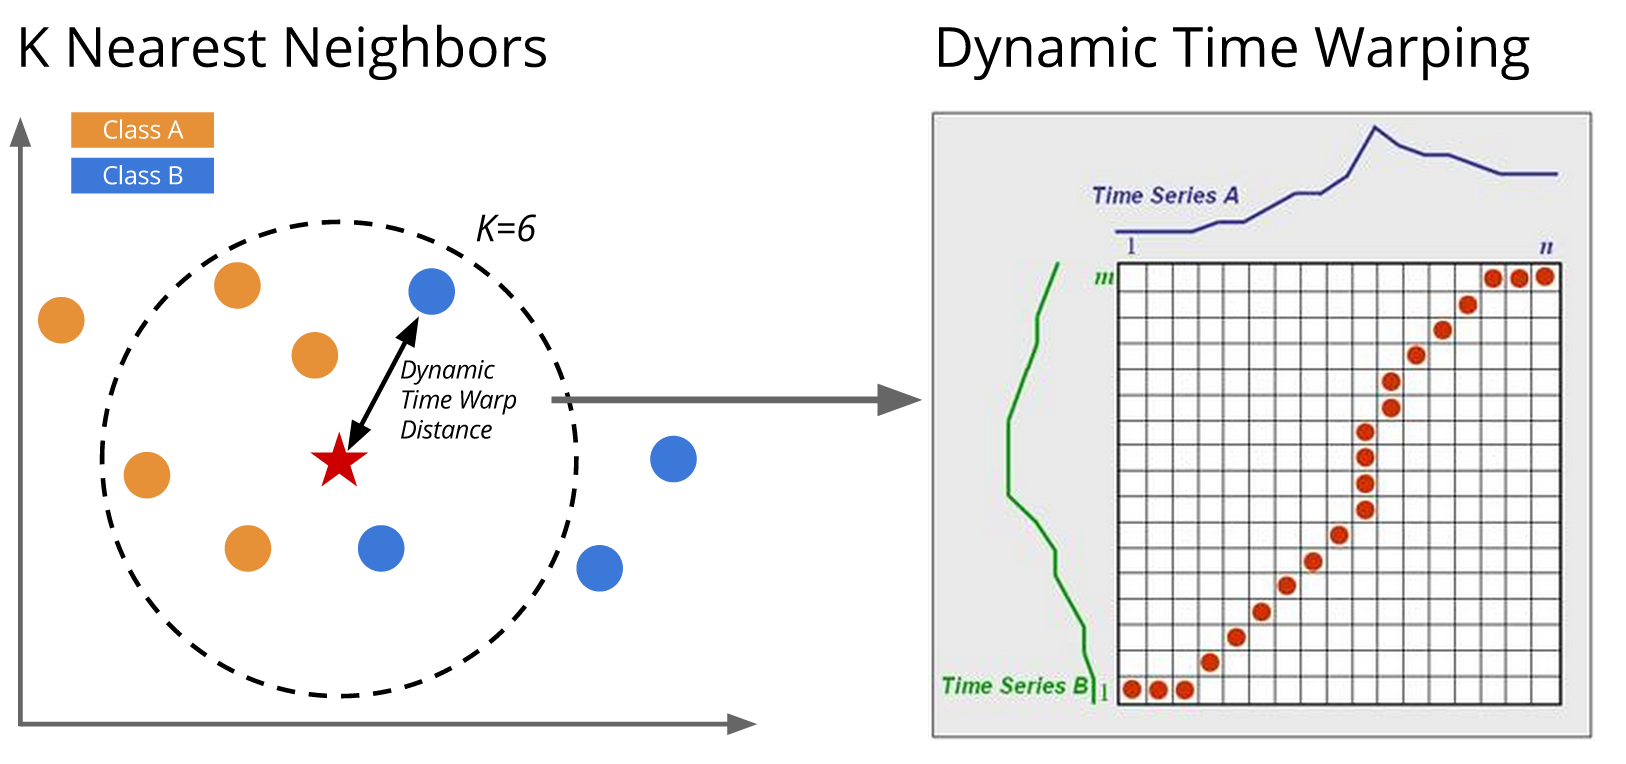 K Nearest Neighbors
Class A
Class B
K=6
Dynamic
Time Warp
Distance
Dynamic Time Warping
Time Series A
1
n
m
Time Series B
1